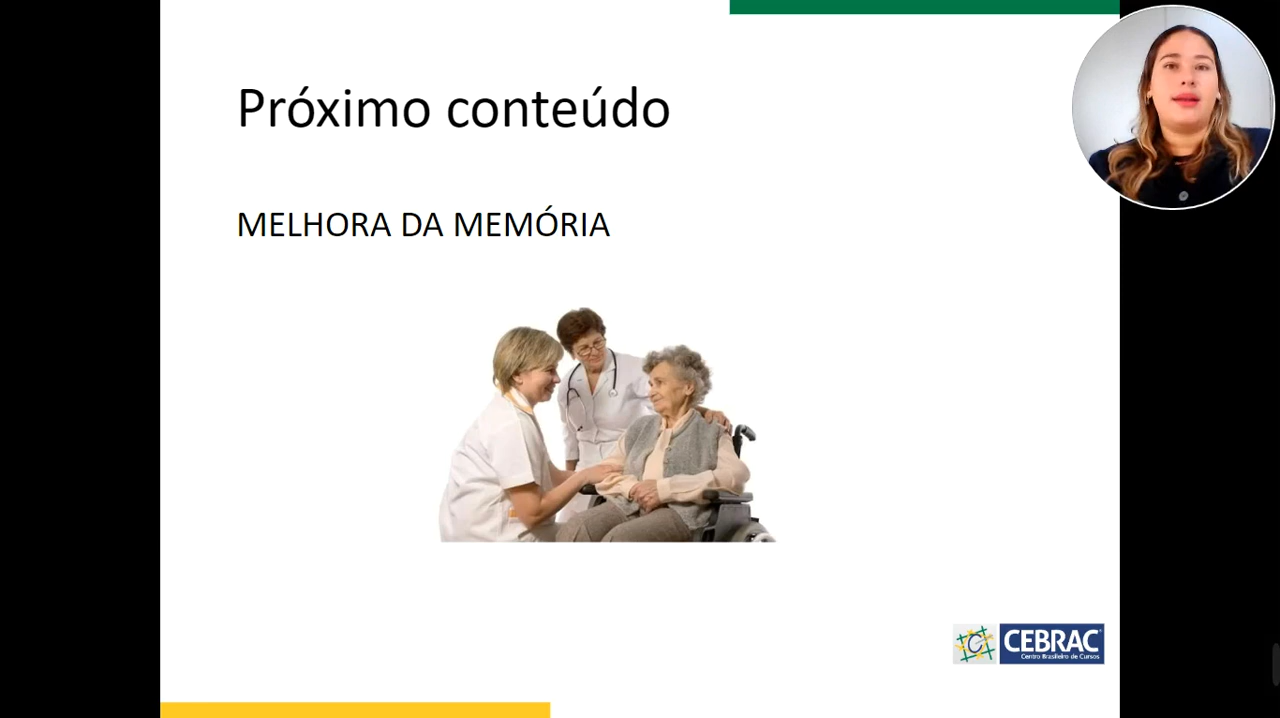 Próximo conteúdo
MELHORA DA MEMÓRIA
CEBRAC
Centro Brasileiro de Cursos